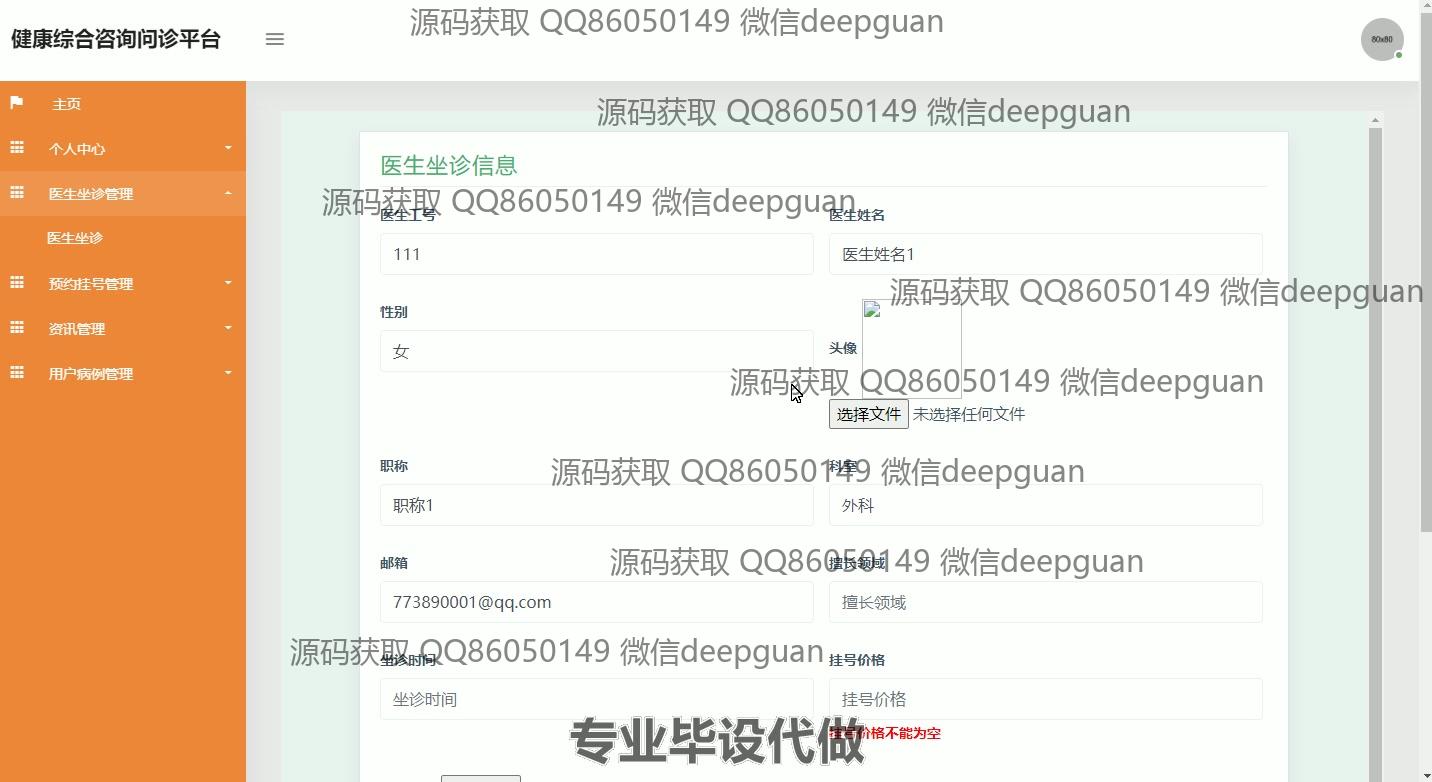 源码获取 QQ86050149 微信deepguan
健康综合咨询问诊平台
80x80
主页
源码获取 QQ86050149 微信deepguan
个人中心
医生坐诊信息
医生坐诊管理
源码获取 QQ86050149 微信deepguan
医生工号
医生姓名
医生坐诊
111
医生姓名1
预约挂号管理
源码获取 QQ86050149 微信deepguan
性别
资讯管理
女
头像
用户病例管理
源码获取 QQ86050149 微信deepguan
选择文件 未选择任何文件
职称
科室
源码获取 QQ86050149 微信deepguan
职称1
外科
邮箱
擅长领域
源码获取 QQ86050149 微信deepguan
773890001@qq.com
擅长领域
源码获取 QQ86050149 微信deepguan
坐诊时间
挂号价格
坐诊时间
挂号价格
挂号价格不能为空
专业毕设代做